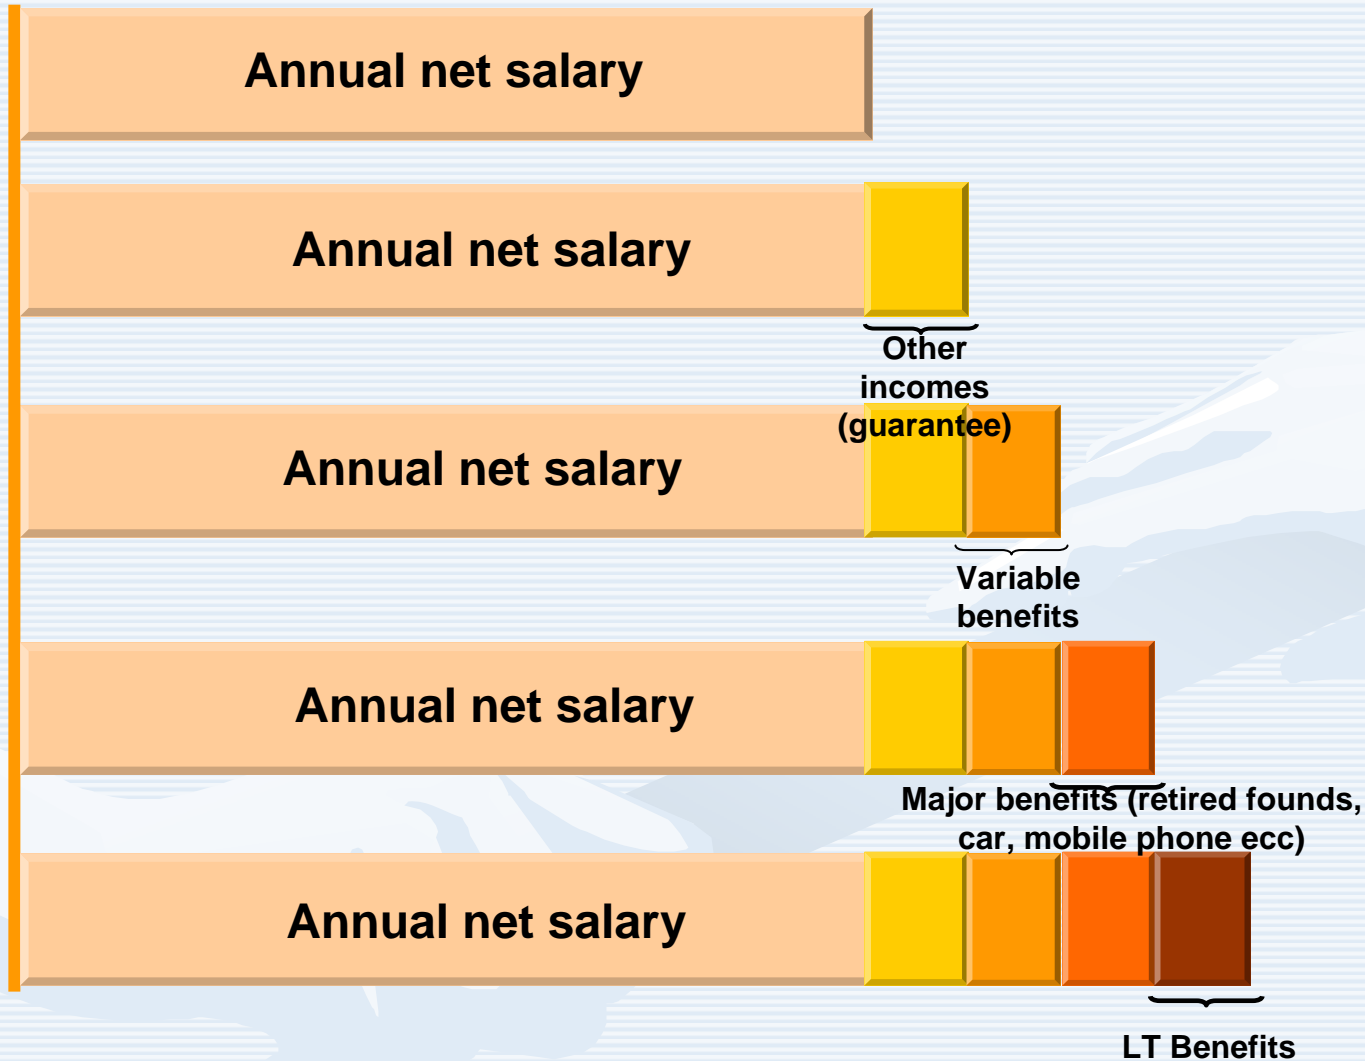 Annual net salary
Annual net salary
Other
incomes
(guarantee)
Annual net salary
Variable
benefits
Annual net salary
Major benefits (retired founds,
car, mobile phone ecc)
Annual net salary
LT Benefits